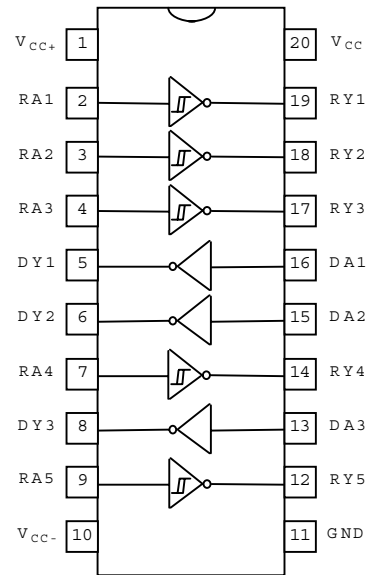 VCC+ 1 20 VCC
RA1 2 19 RY1
RA2 3 18 RY2
RA3 4 17 RY3
DY1 5 16 DA1
DY2 6 15 DA2
RA4 7 14 RY4
DY3 8 13 DA3
RA5 9 12 RY5
VCC- 10 11 GND